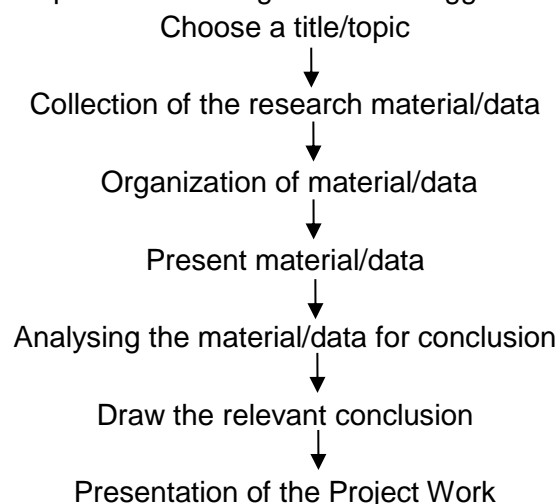 Choose a title/topic
Collection of the research material/data
Organization of material/data
Present material/data
Analysing the material/data for conclusion
Draw the relevant conclusion
Presentation of the Project Work